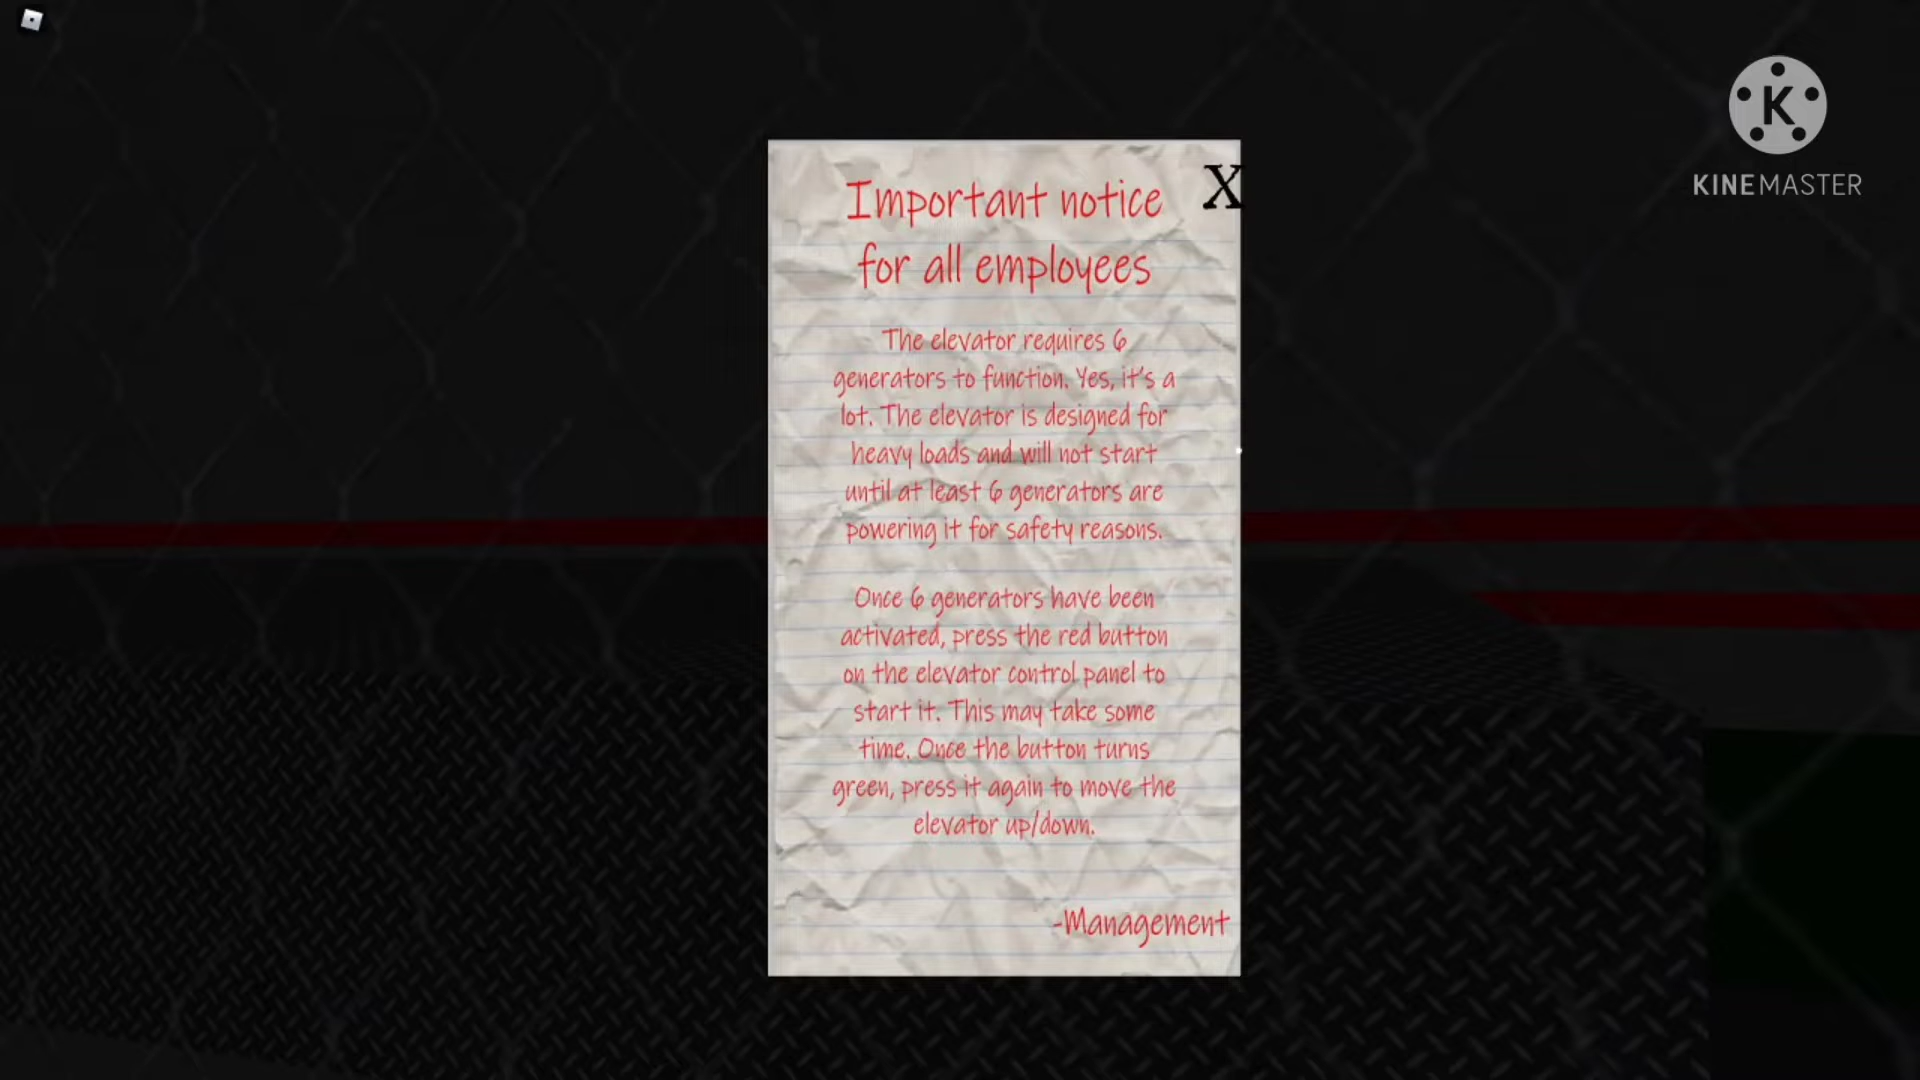 Important notice
for all employees
X
K
KINEMASTER
The elevator requires 6
generators to function. Yes, it's a
lot. The elevator is designed for
heavy loads and will not start
until at least 6 generators are
powering it for safety reasons.
Once 6 generators have been
activated, press the red button
on the elevator control panel to
start it. This may take some
time. Once the button turns
green, press it again to move the
elevator up/down.
-Management